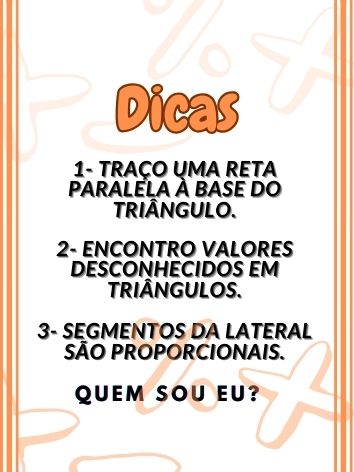 Dicas
1- TRAÇO UMA RETA
PARALELA À BASE DO
TRIÂNGULO.
2- ENCONTRO VALORES
DESCONHECIDOS EM
TRIÂNGULOS.
3- SEGMENTOS DA LATERAL
SÃO PROPORCIONAIS.
QUEM SOU EU?